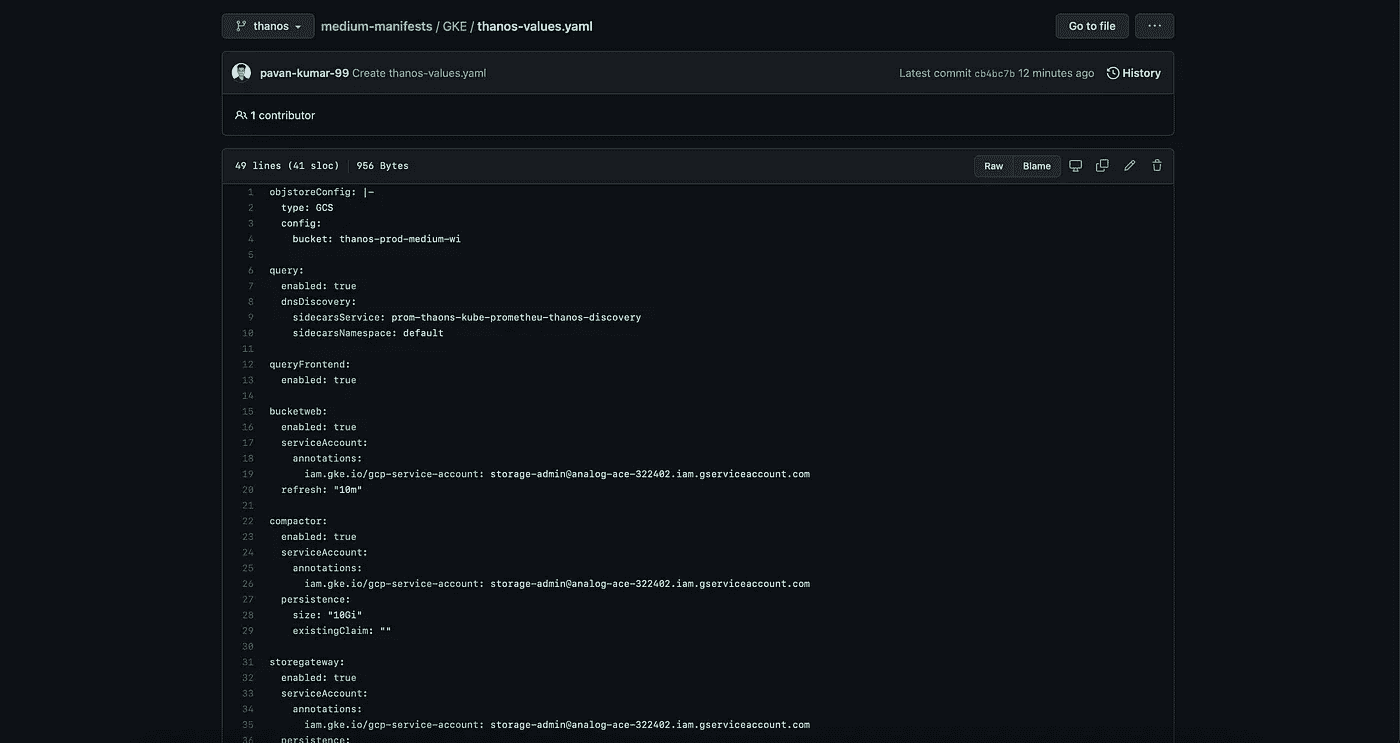 thanos medium-manifests / GKE / thanos-values.yaml Go to file ...
pavan-kumar-99 Create thanos-values.yaml Latest commit cb4bc7b 12 minutes ago History
1 contributor
49 lines (41 sloc) 956 Bytes Raw Blame
1 objstoreConfig: |-
2   type: GCS
3   config:
4     bucket: thanos-prod-medium-wi
5
6 query:
7   enabled: true
8   dnsDiscovery:
9     sidecarsService: prom-thaons-kube-prometheu-thanos-discovery
10     sidecarsNamespace: default
11
12 queryFrontend:
13   enabled: true
14
15 bucketweb:
16   enabled: true
17   serviceAccount:
18     annotations:
19       iam.gke.io/gcp-service-account: storage-admin@analog-ace-322402.iam.gserviceaccount.com
20   refresh: "10m"
21
22 compactor:
23   enabled: true
24   serviceAccount:
25     annotations:
26       iam.gke.io/gcp-service-account: storage-admin@analog-ace-322402.iam.gserviceaccount.com
27   persistence:
28     size: "10Gi"
29     existingClaim: ""
30
31 storegateway:
32   enabled: true
33   serviceAccount:
34     annotations:
35       iam.gke.io/gcp-service-account: storage-admin@analog-ace-322402.iam.gserviceaccount.com
36   persistence: